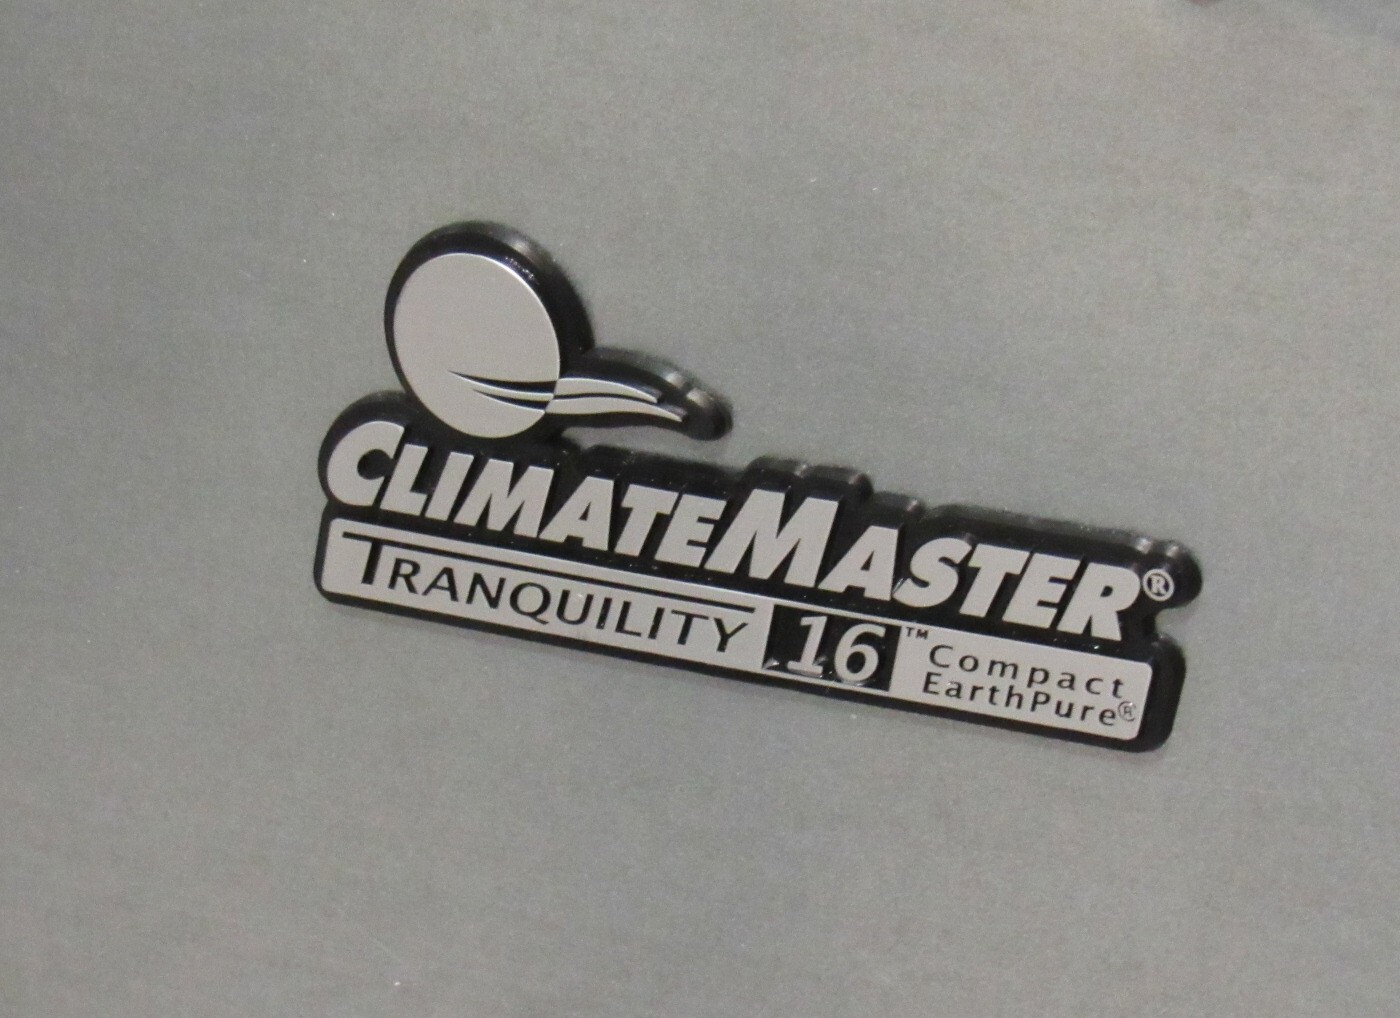 CLIMATEMASTER®
TRANQUILITY 16™ Compact
EarthPure®